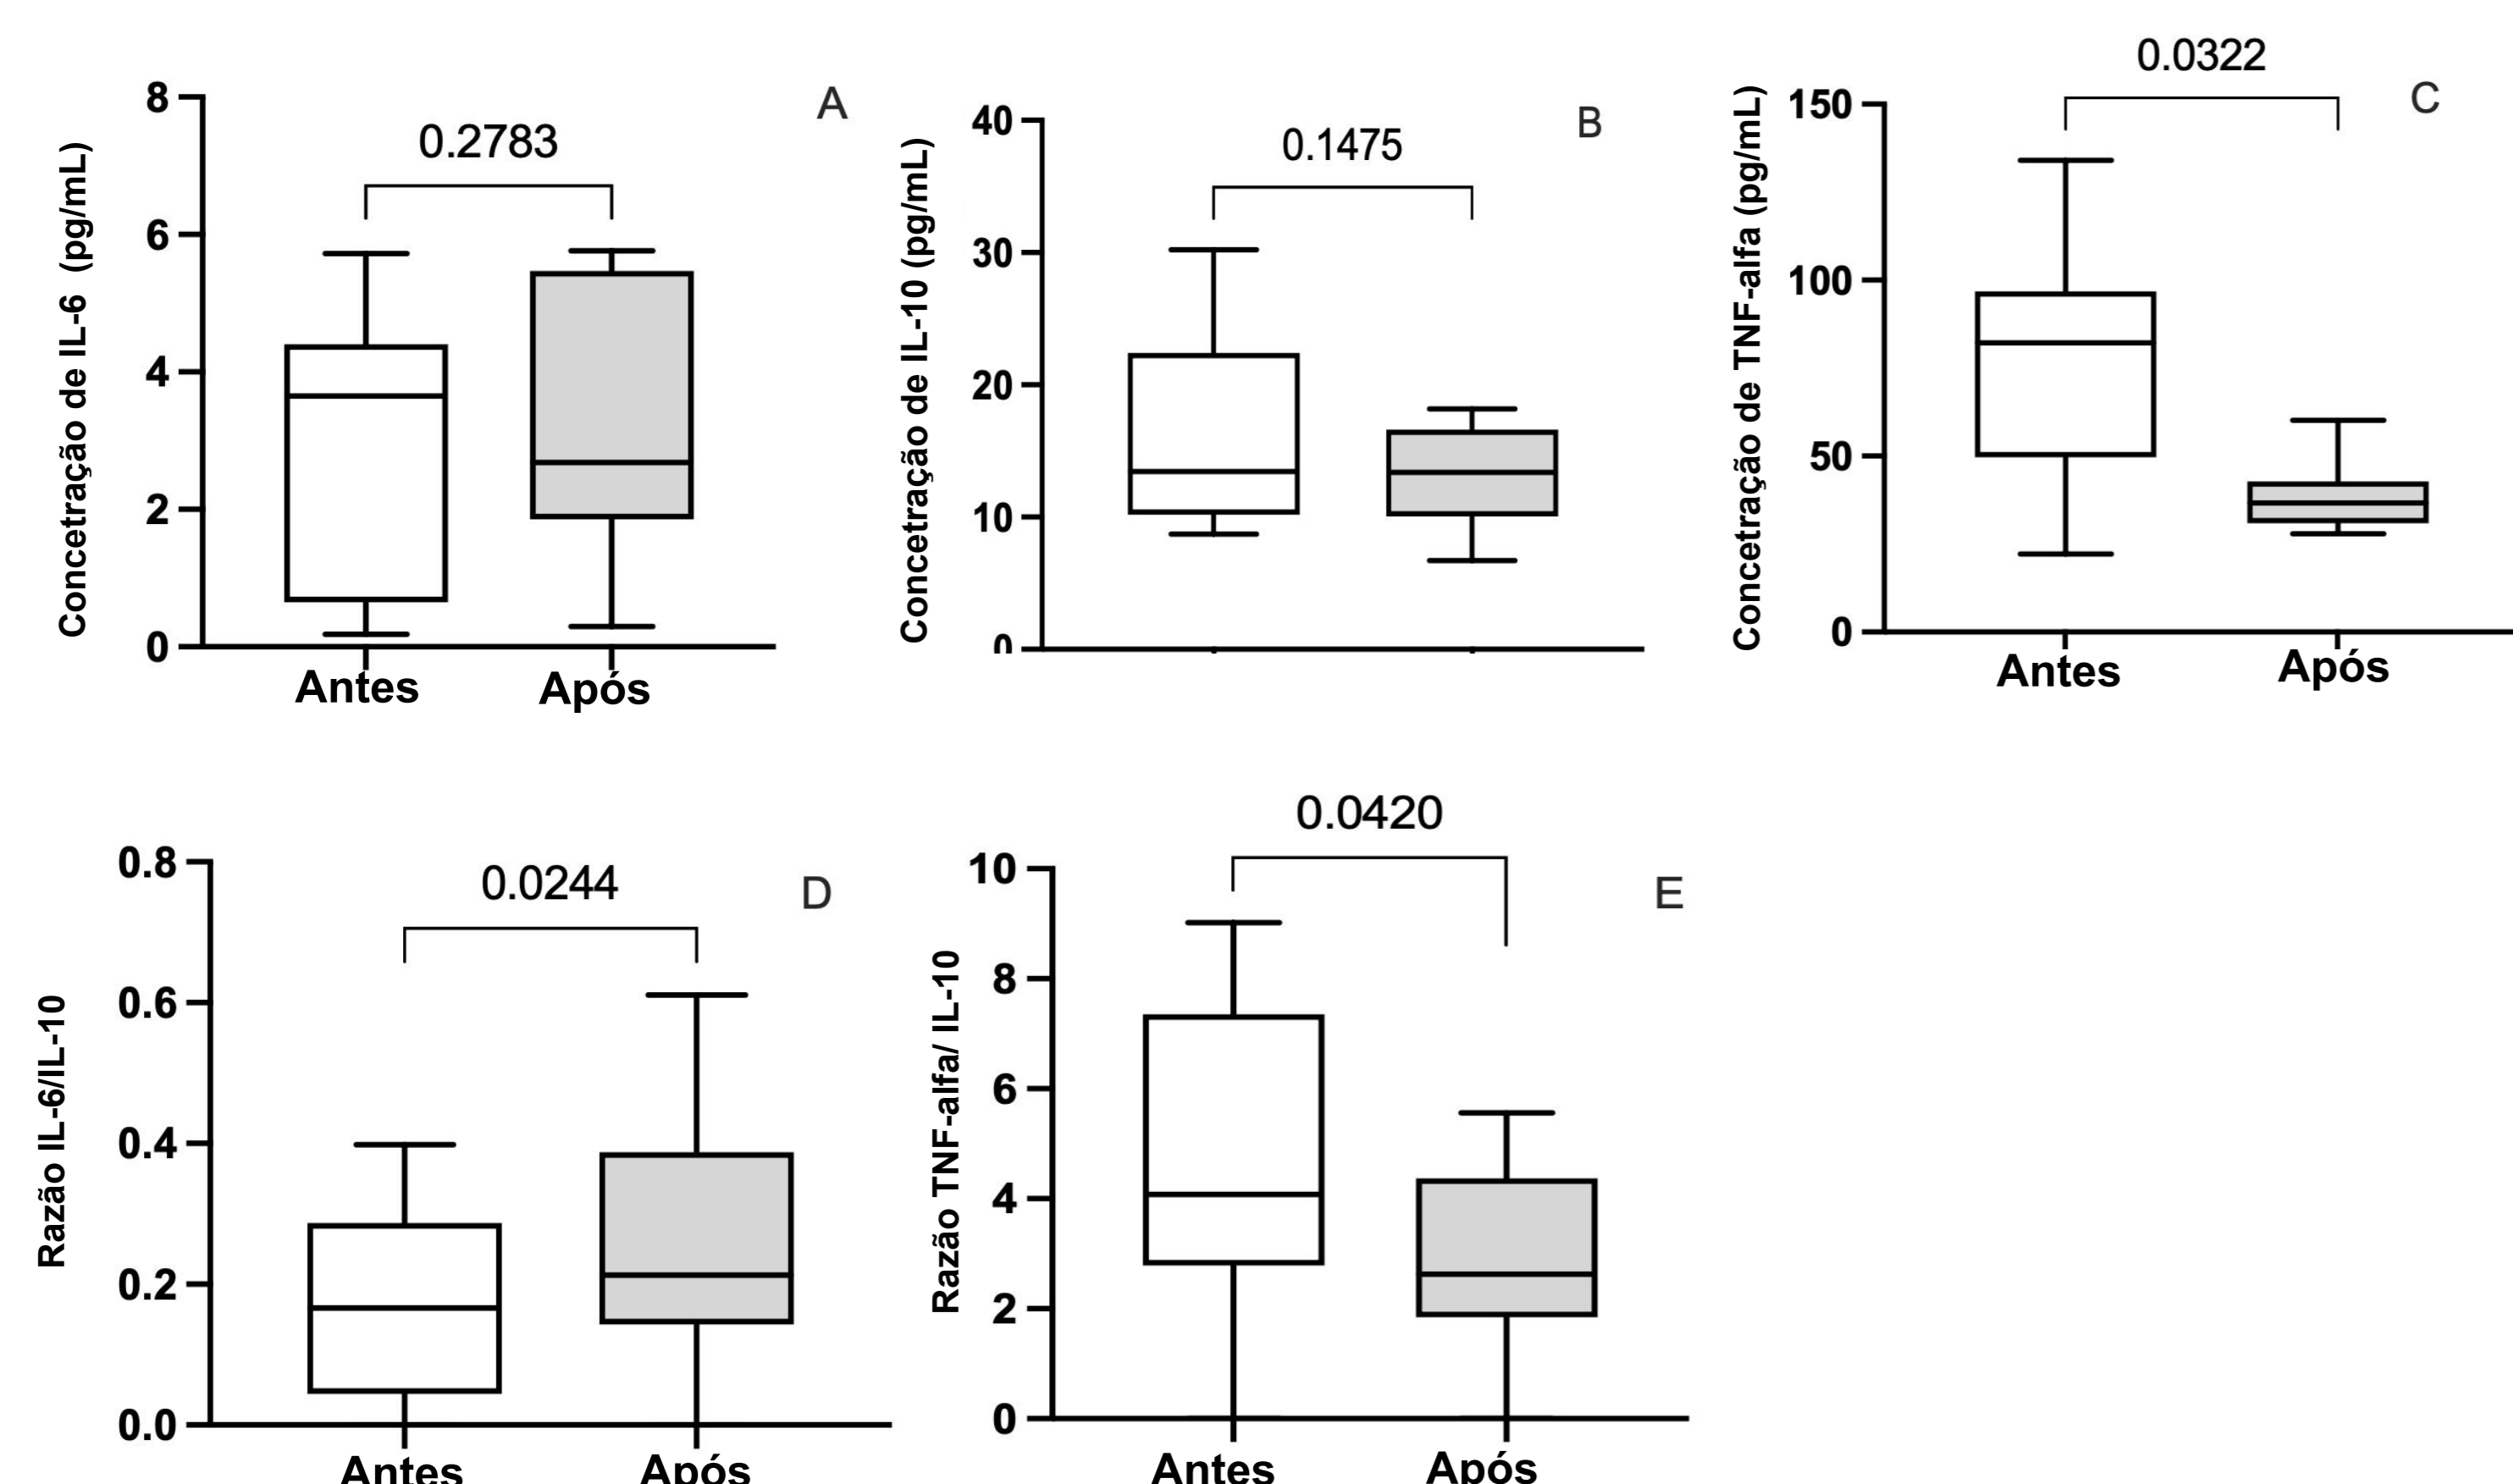 Concetração de IL-6 (pg/mL)
8
6
4
2
0
0.2783
A
Antes
Após
Concetração de IL-10 (pg/mL)
40
30
20
10
0
0.1475
B
Concetração de TNF-alfa (pg/mL)
150
100
50
0
0.0322
C
Antes
Após
Razão IL-6/IL-10
0.8
0.6
0.4
0.2
0.0
0.0244
D
Antes
Após
Razão TNF-alfa/ IL-10
10
8
6
4
2
0
0.0420
E
Antes
Após